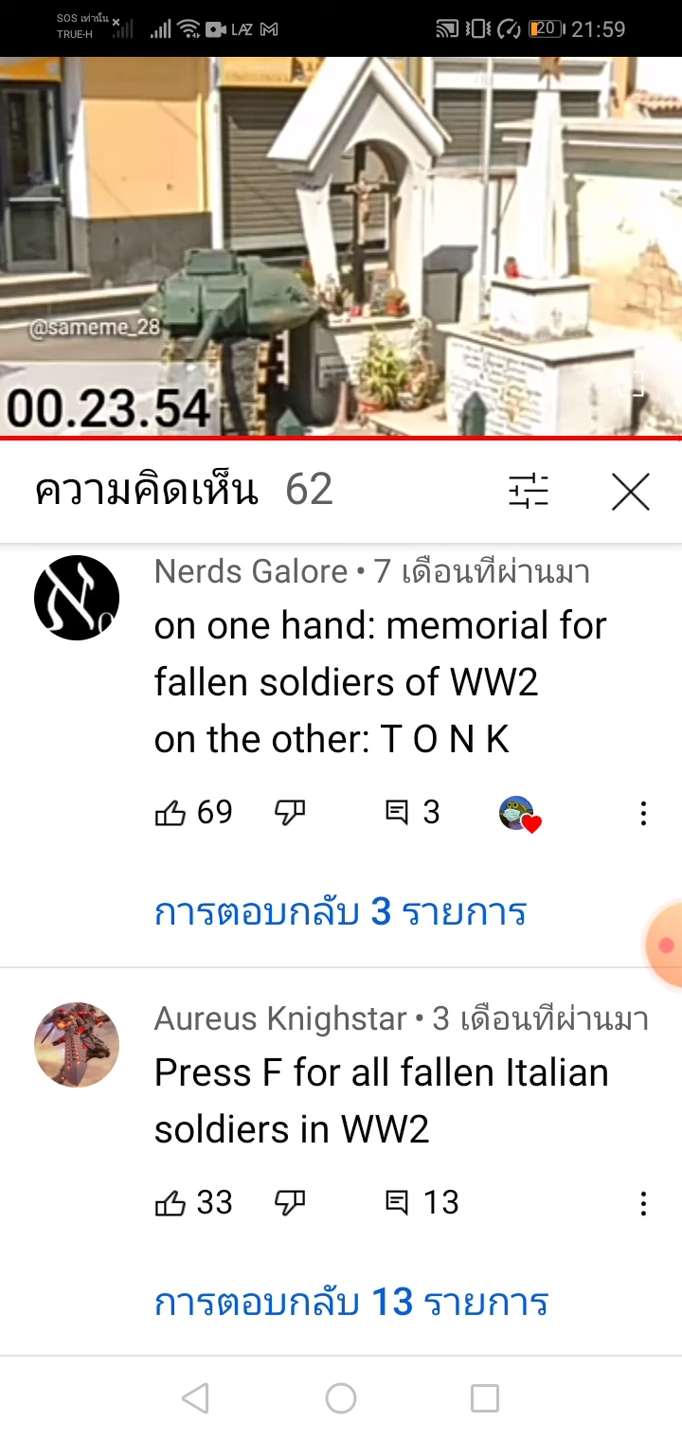 SOS เท่านั้น
TRUE-H
LAZ
20 21:59
@sameme_28
00.23.54
ความคิดเห็น 62
Nerds Galore • 7 เดือนที่ผ่านมา
on one hand: memorial for
fallen soldiers of WW2
on the other: T O N K
69 3
การตอบกลับ 3 รายการ
Aureus Knighstar • 3 เดือนที่ผ่านมา
Press F for all fallen Italian
soldiers in WW2
33 13
การตอบกลับ 13 รายการ